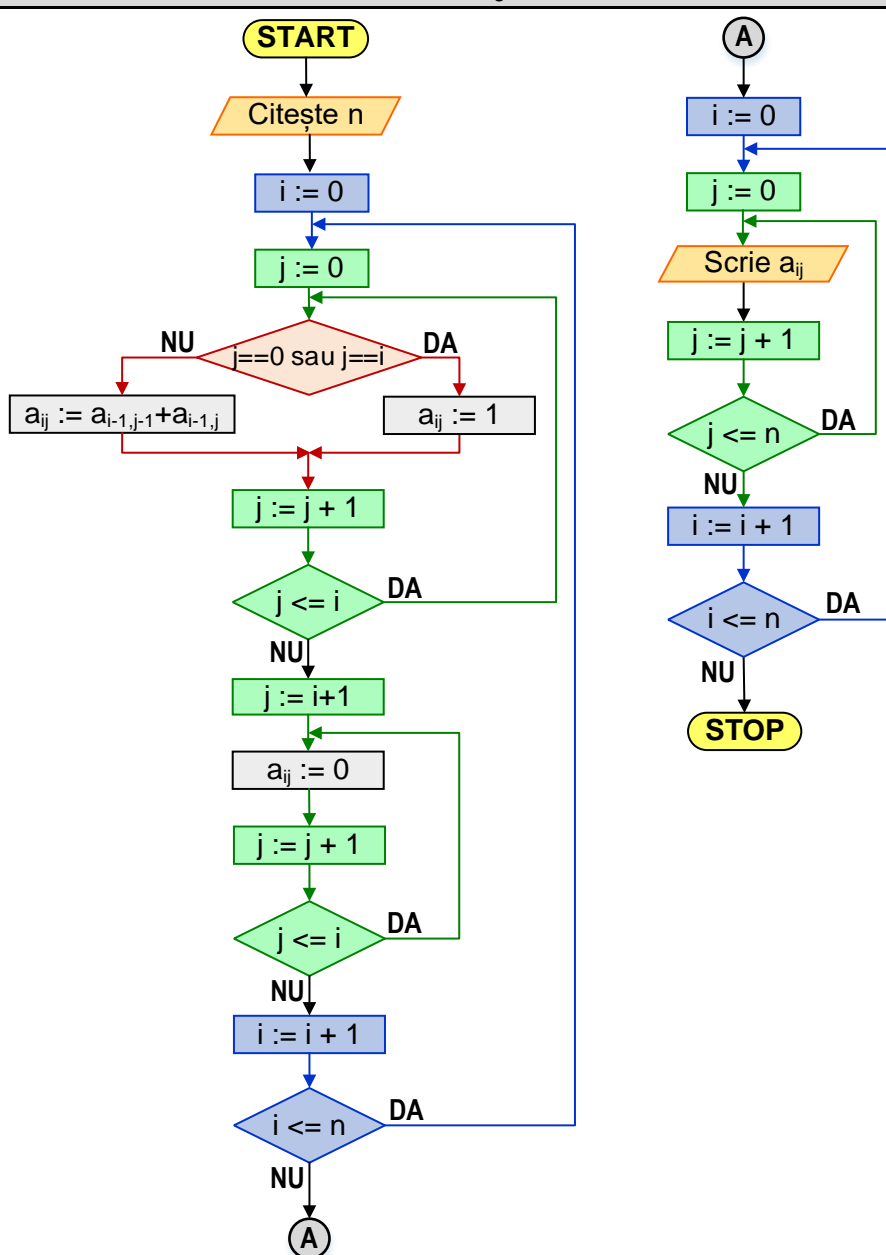 START
Citește n
i := 0
j := 0
NU
j==0 sau j==i
DA
aij := ai-1,j-1+ai-1,j
aij := 1
j := j + 1
j <= i
DA
NU
j := i+1
aij := 0
j := j + 1
j <= i
DA
NU
i := i + 1
i <= n
DA
NU
A
A
i := 0
j := 0
Scrie aij
j := j + 1
j <= n
DA
NU
i := i + 1
i <= n
DA
NU
STOP